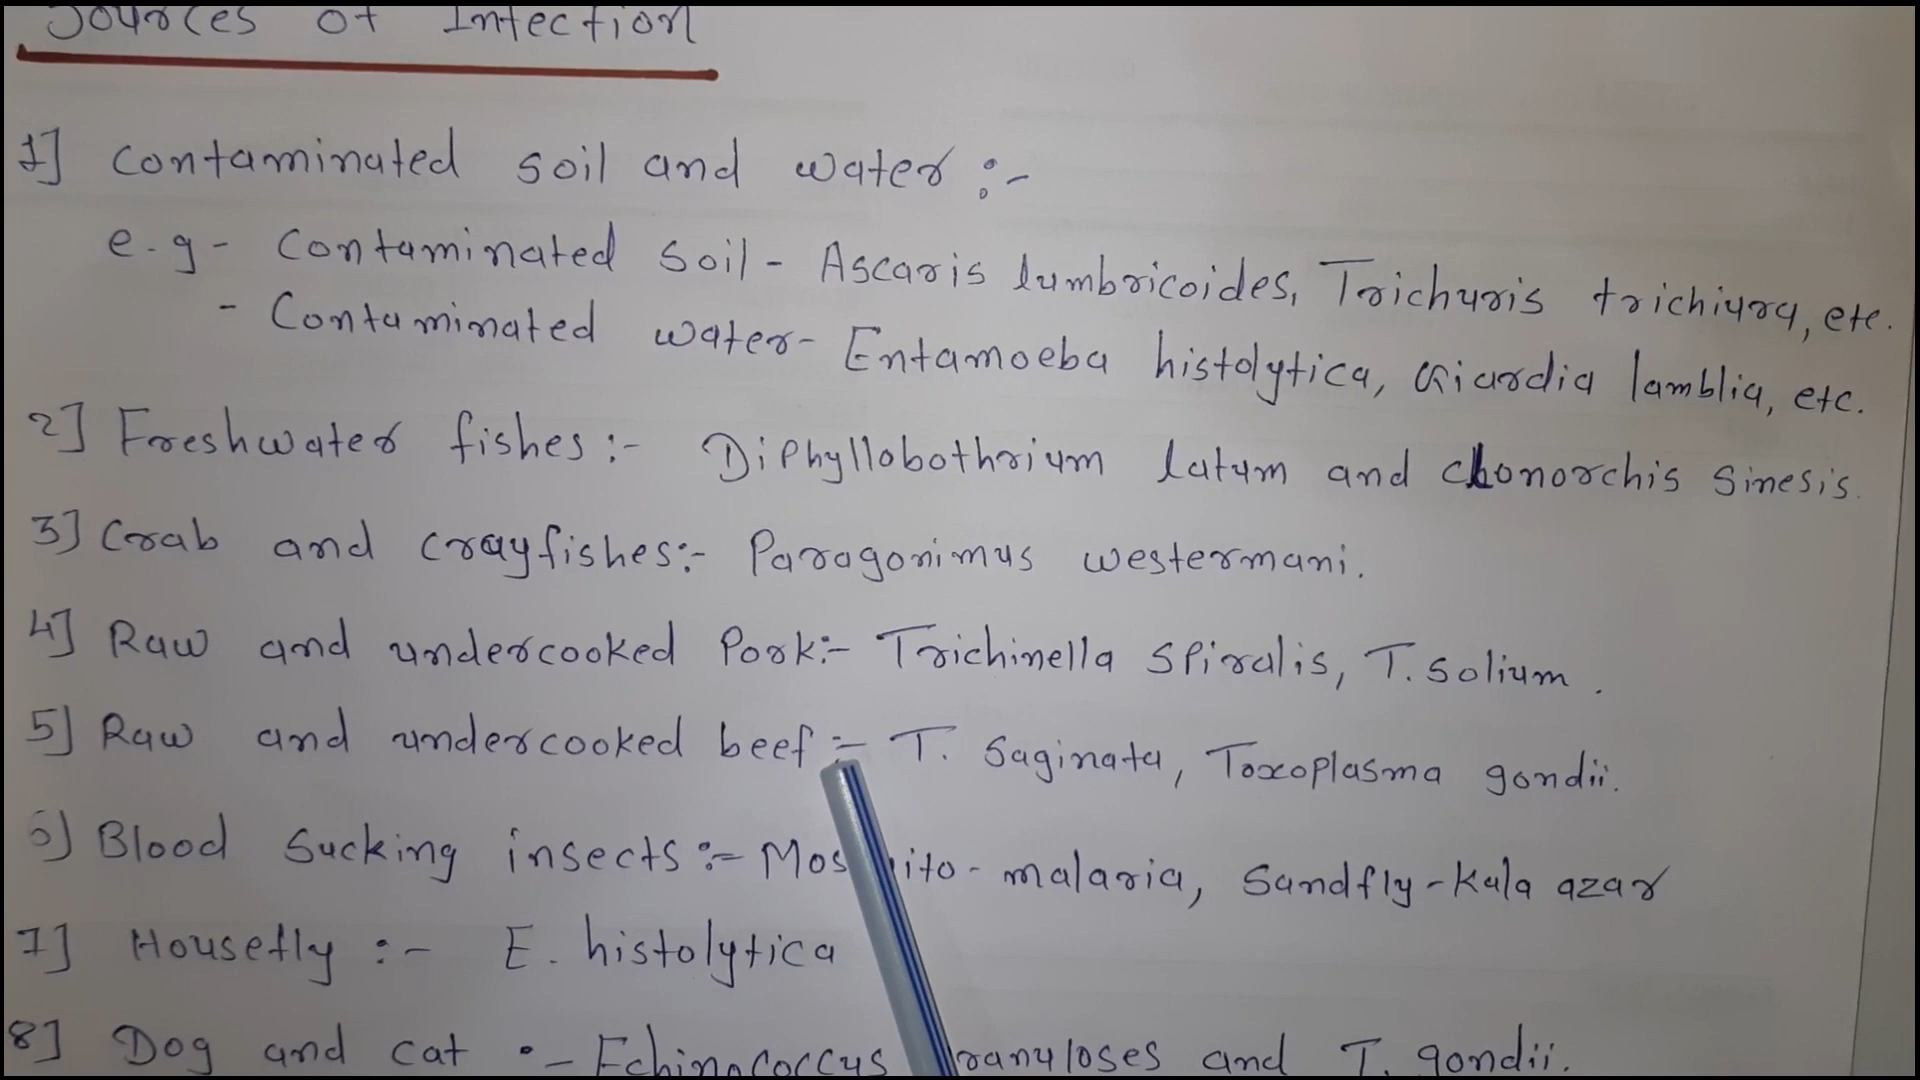 Sources of Infection
1] Contaminated soil and water :-
e.g- Contaminated soil- Ascaris lumbricoides, Trichuris trichiura, etc.
- Contaminated water- Entamoeba histolytica, Giardia lamblia, etc.
2] Freshwater fishes :- Diphyllobothrium latum and Clonorchis sinesis.
3] Crab and crayfishes:- Paragonimus westermani.
4] Raw and undercooked Pork:- Trichinella spiralis, T. solium.
5] Raw and undercooked beef :- T. saginata, Toxoplasma gondii.
6] Blood sucking insects :- Mosquito- malaria, Sandfly-Kala azar
7] Housefly :- E. histolytica
8] Dog and cat :- Echinococcus granuloses and T. gondii.